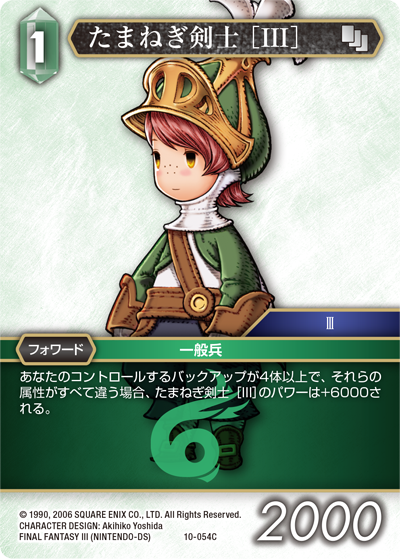 1
たまねぎ剣士［III］
III
フォワード
一般兵
あなたのコントロールするバックアップが4体以上で、それらの
属性がすべて違う場合、たまねぎ剣士［III］のパワーは+6000さ
れる。
© 1990, 2006 SQUARE ENIX CO., LTD. All Rights Reserved.
CHARACTER DESIGN: Akihiko Yoshida
FINAL FANTASY III (NINTENDO-DS)
10-054C
2000